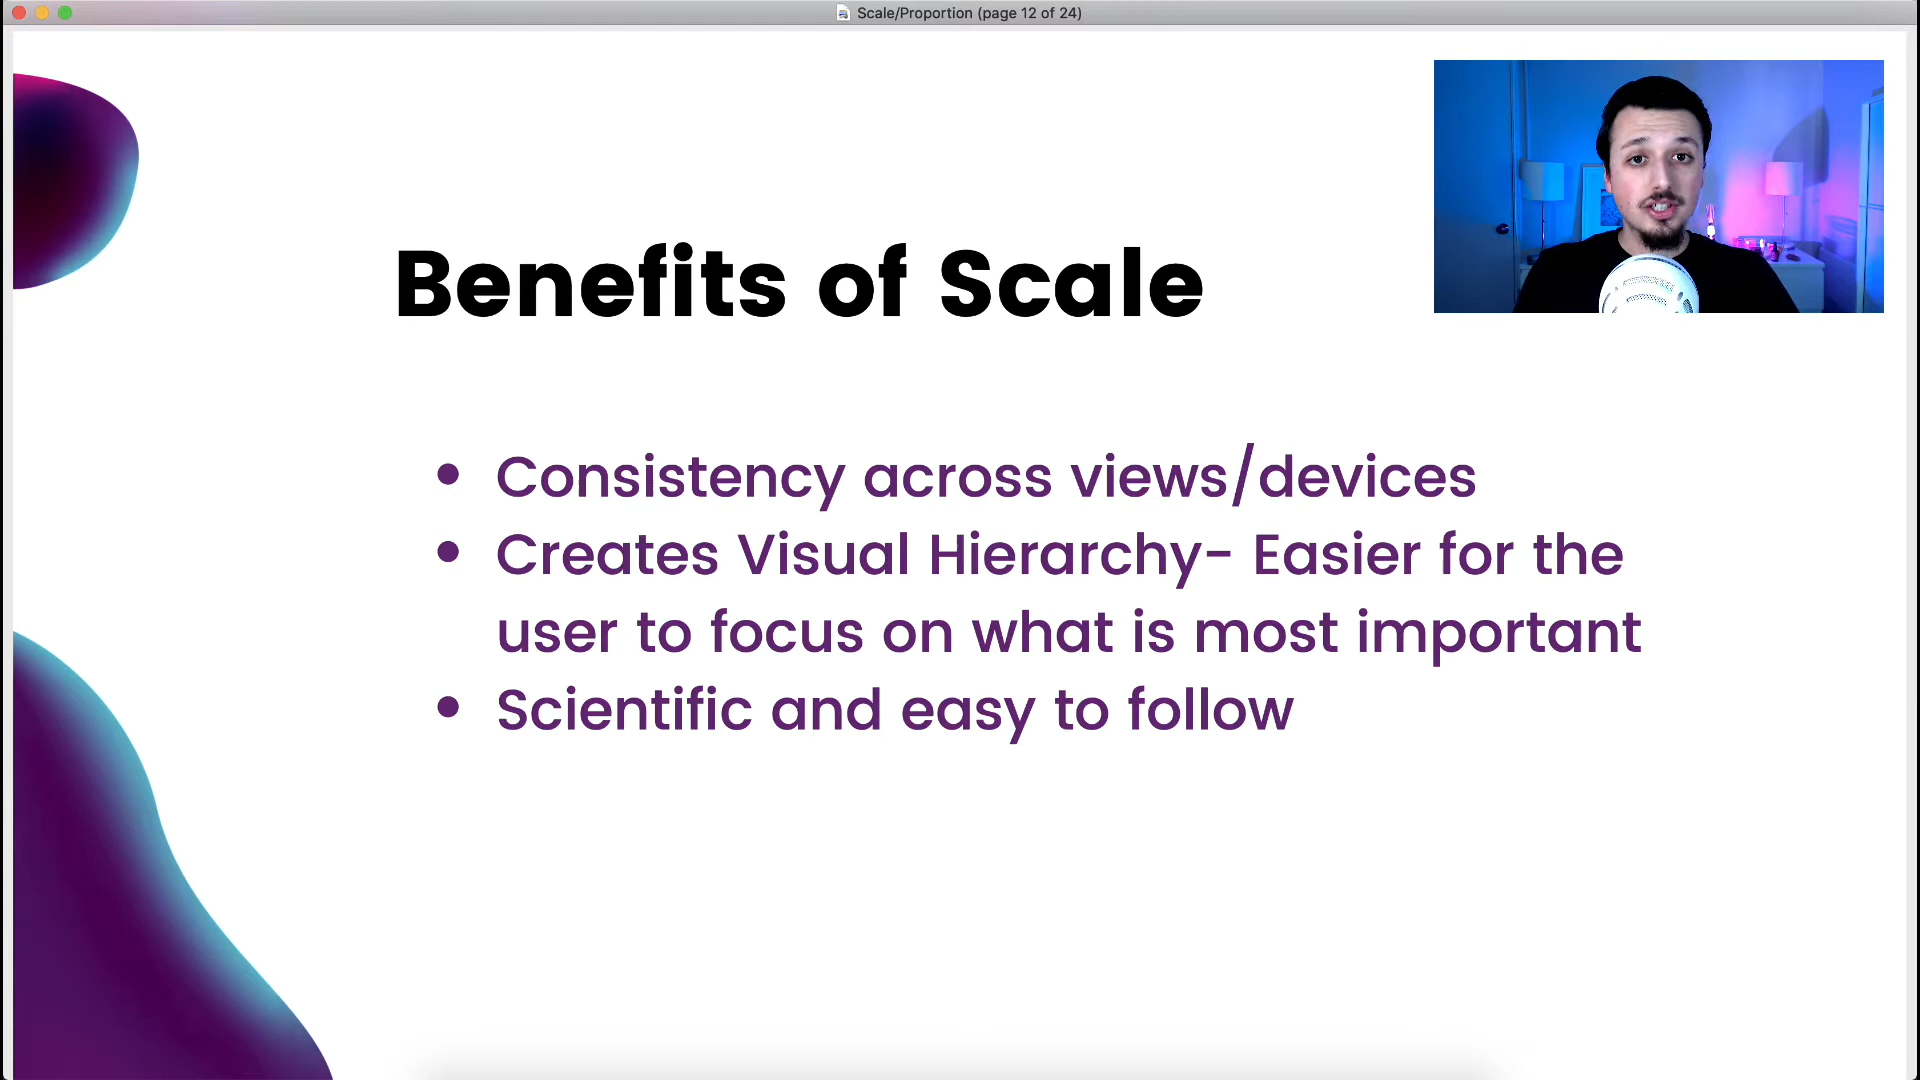 Scale/Proportion (page 12 of 24)
Benefits of Scale
• Consistency across views/devices
• Creates Visual Hierarchy- Easier for the
user to focus on what is most important
• Scientific and easy to follow